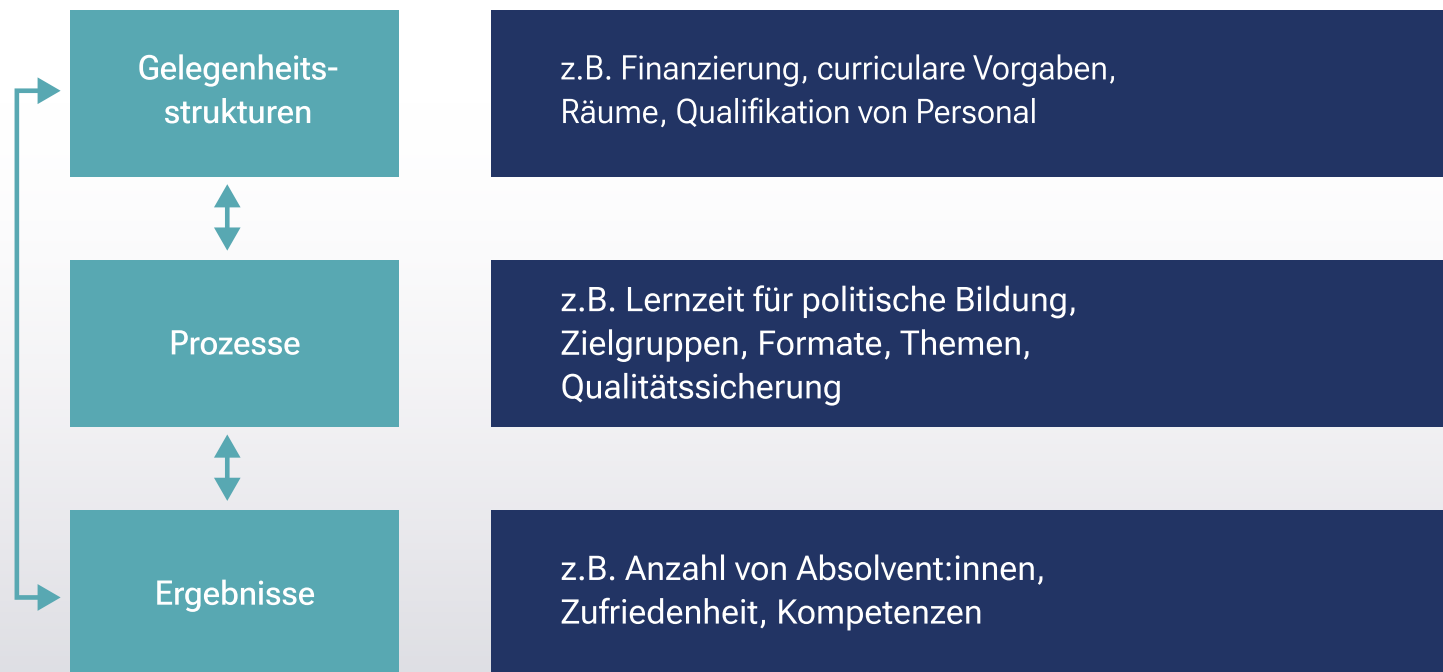 Gelegenheits-
strukturen
z.B. Finanzierung, curriculare Vorgaben,
Räume, Qualifikation von Personal
Prozesse
z.B. Lernzeit für politische Bildung,
Zielgruppen, Formate, Themen,
Qualitätssicherung
Ergebnisse
z.B. Anzahl von Absolvent:innen,
Zufriedenheit, Kompetenzen